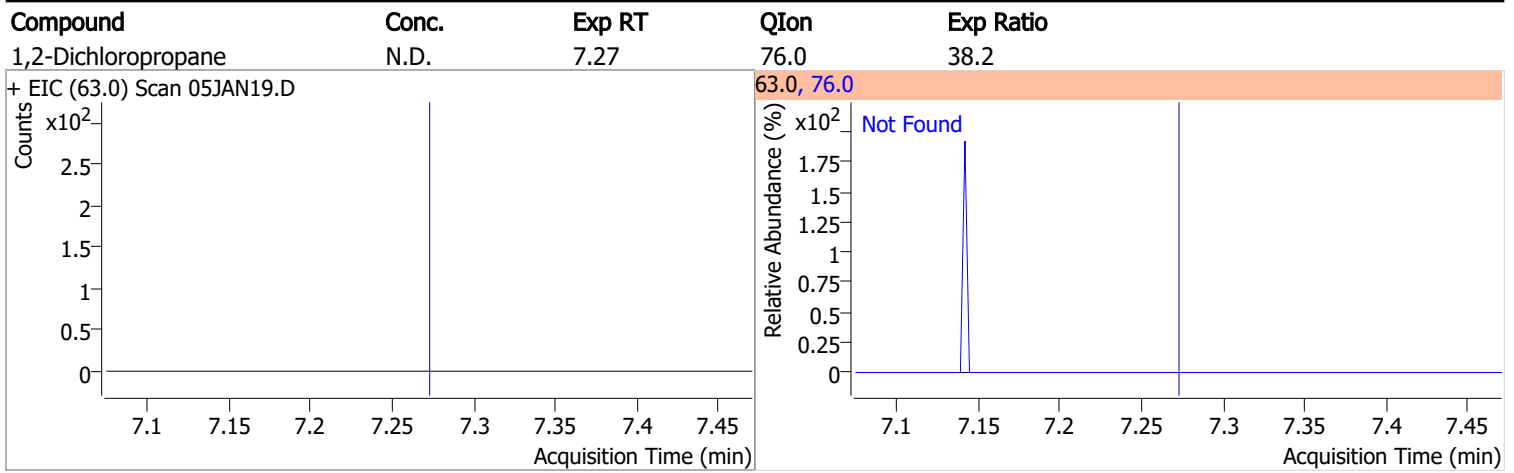 Compound Conc. Exp RT QIon Exp Ratio
1,2-Dichloropropane N.D. 7.27 76.0 38.2
+ EIC (63.0) Scan 05JAN19.D
Counts
x10²
2.5
2
1.5
1
0.5
0
7.1 7.15 7.2 7.25 7.3 7.35 7.4 7.45
Acquisition Time (min)
63.0, 76.0
Relative Abundance (%)
x10²
Not Found
1.75
1.5
1.25
1
0.75
0.5
0.25
0
7.1 7.15 7.2 7.25 7.3 7.35 7.4 7.45
Acquisition Time (min)